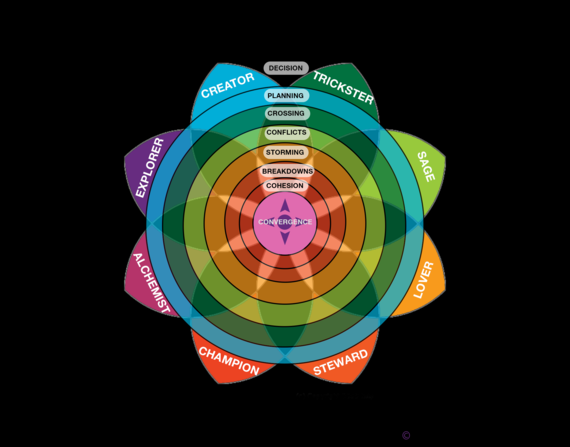 DECISION
CREATOR
TRICKSTER
PLANNING
CROSSING
CONFLICTS
STORMING
EXPLORER
SAGE
BREAKDOWNS
COHESION
CONVERGENCE
ALCHEMIST
LOVER
CHAMPION
STEWARD
©